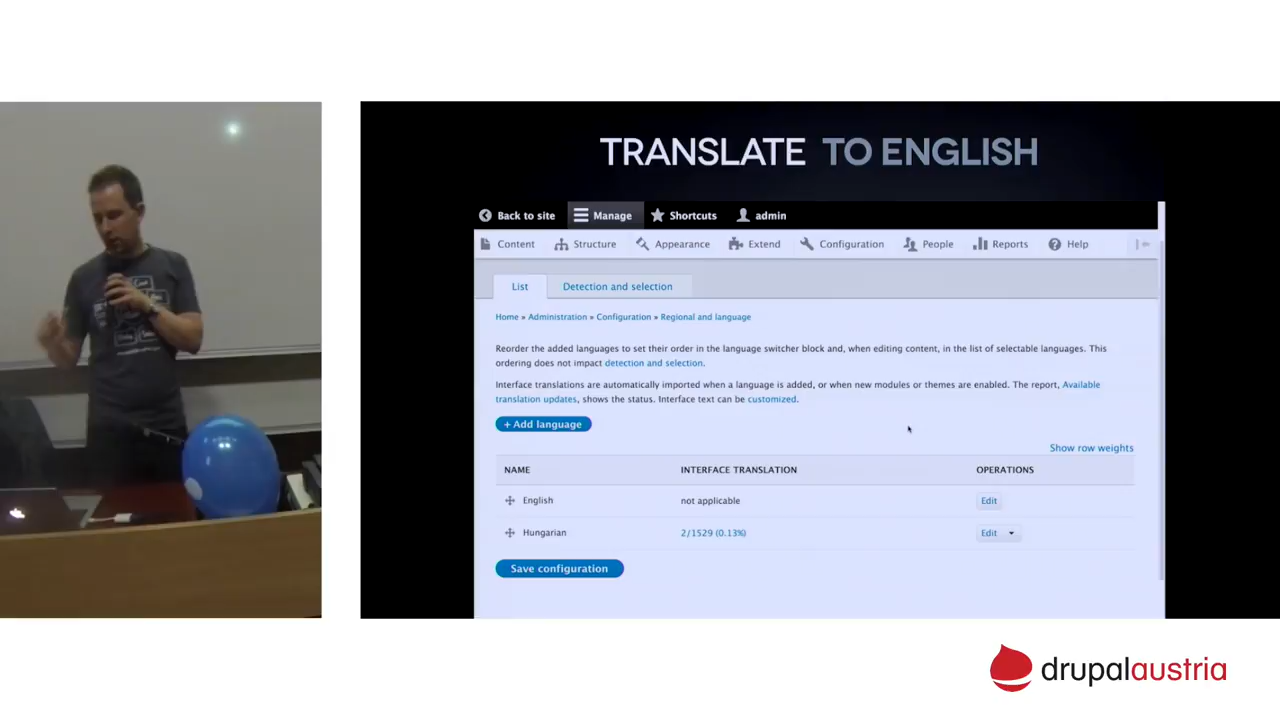 TRANSLATE TO ENGLISH
Back to site Manage Shortcuts admin
Content Structure Appearance Extend Configuration People Reports Help
List Detection and selection
Home » Administration » Configuration » Regional and language
Reorder the added languages to set their order in the language switcher block and, when editing content, in the list of selectable languages. This
ordering does not impact detection and selection.
Interface translations are automatically imported when a language is added, or when new modules or themes are enabled. The report, Available
translation updates, shows the status. Interface text can be customized.
+ Add language
Show row weights
NAME INTERFACE TRANSLATION OPERATIONS
English not applicable Edit
Hungarian 2/1529 (0.13%) Edit
Save configuration
drupalaustria